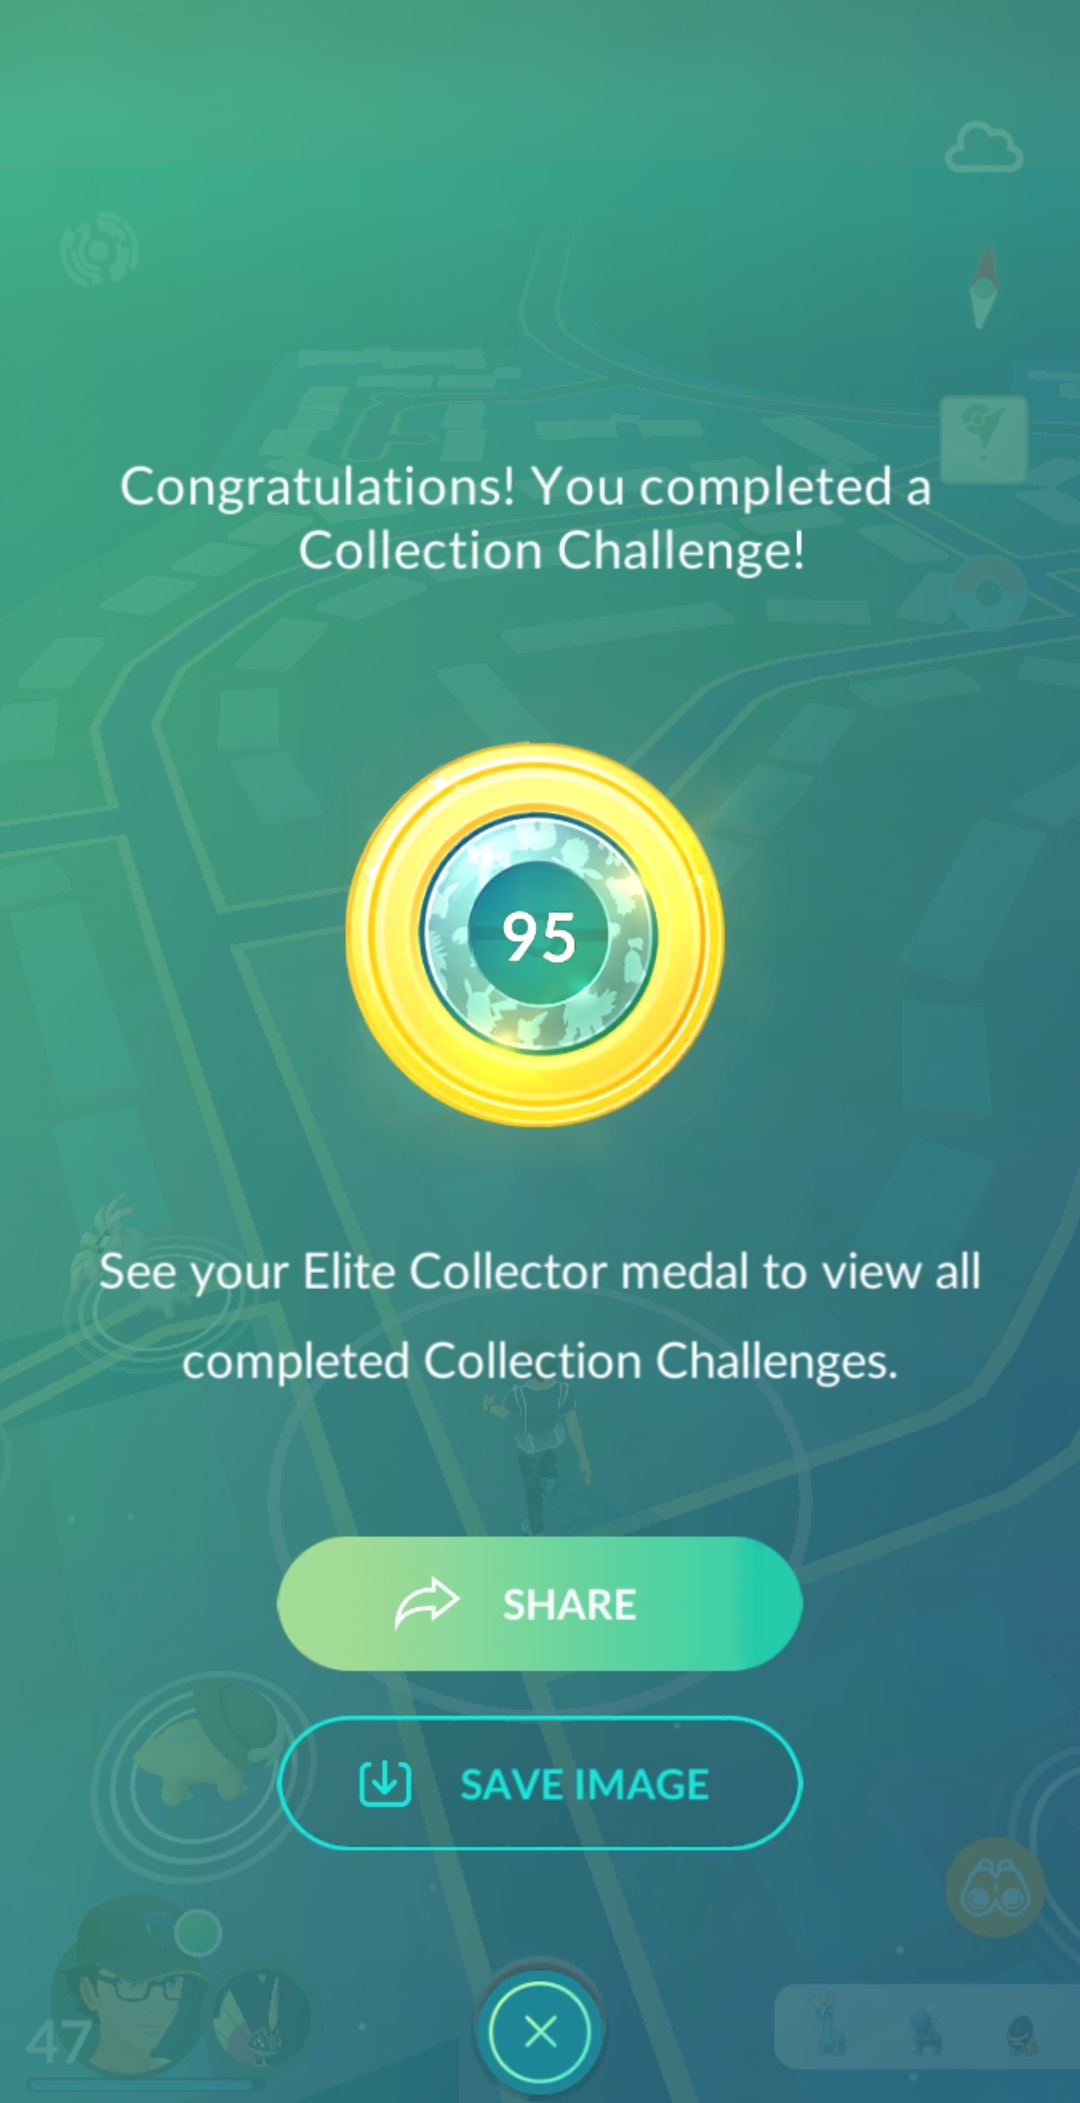 Congratulations! You completed a
Collection Challenge!
95
See your Elite Collector medal to view all
completed Collection Challenges.
SHARE
SAVE IMAGE
47